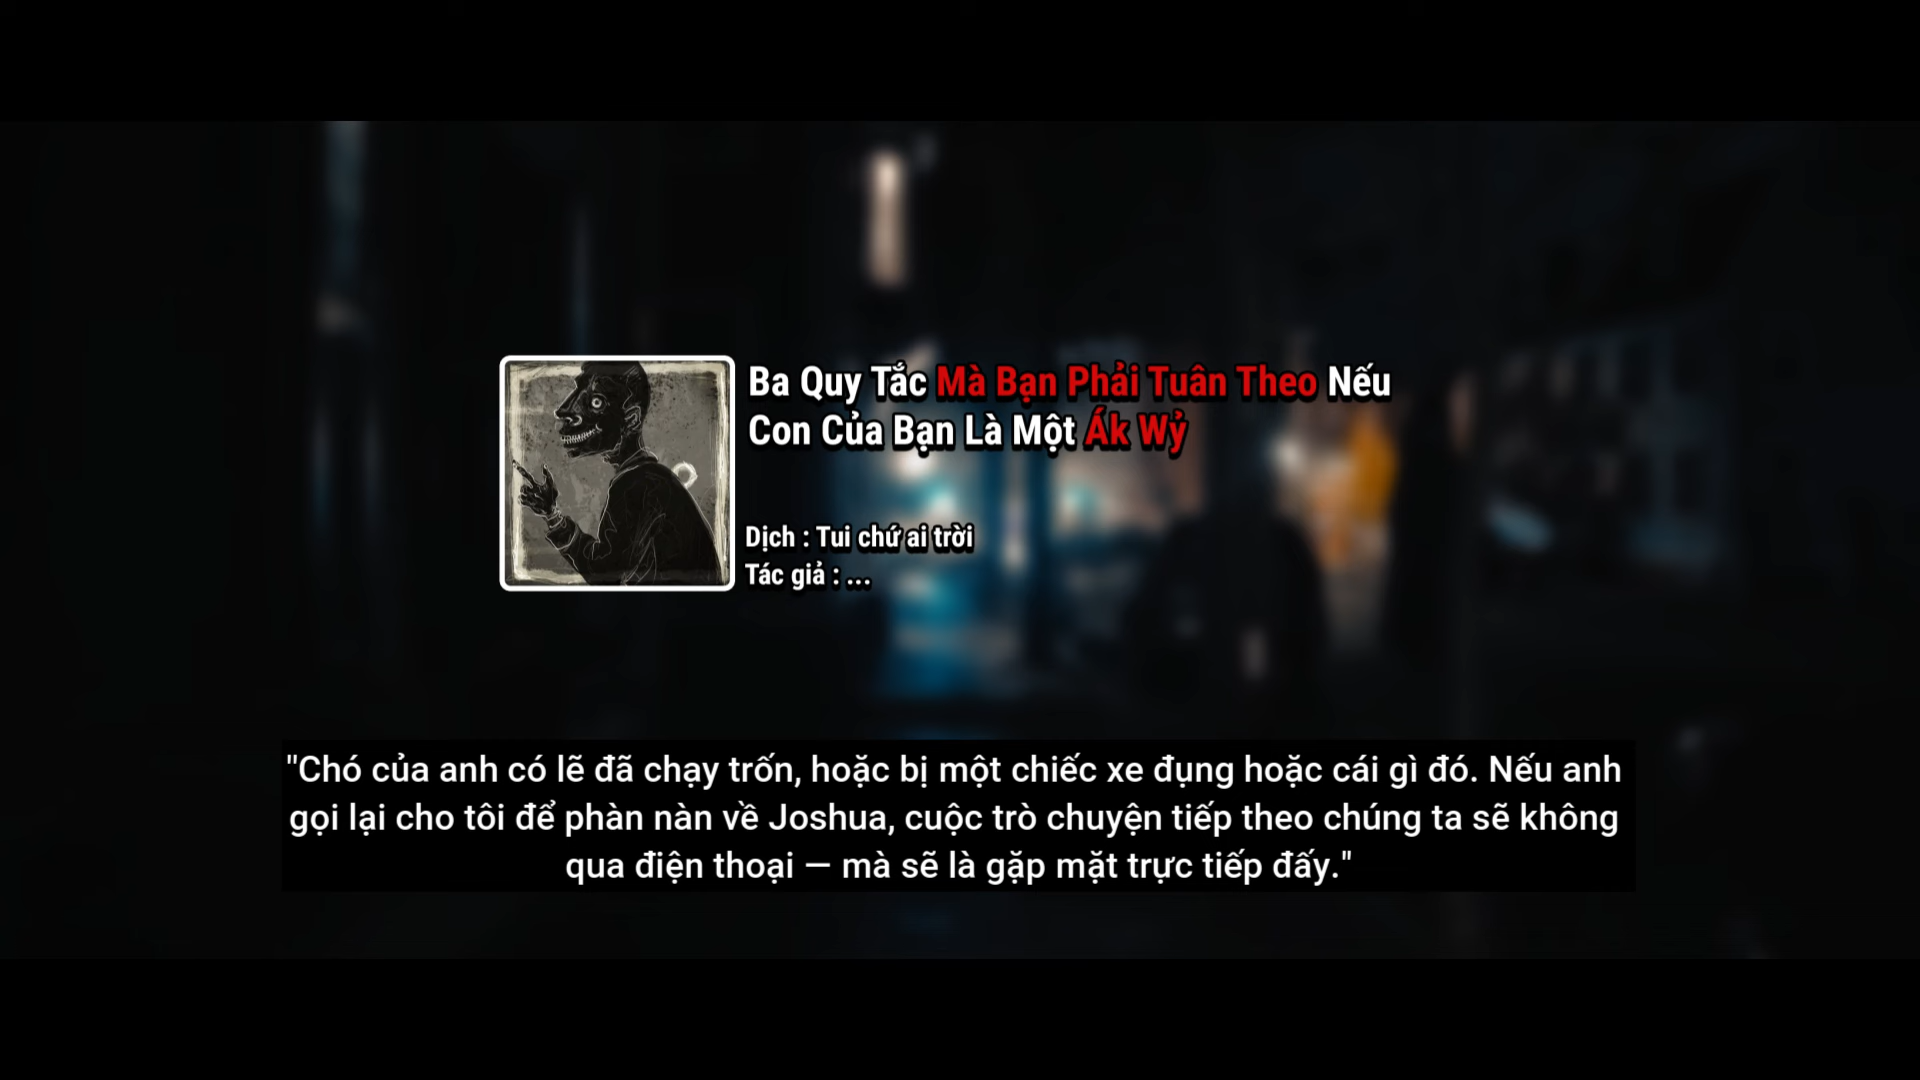 Ba Quy Tắc Mà Bạn Phải Tuân Theo Nếu
Con Của Bạn Là Một Ák Wỷ
Dịch : Tui chứ ai trời
Tác giả : ...
"Chó của anh có lẽ đã chạy trốn, hoặc bị một chiếc xe đụng hoặc cái gì đó. Nếu anh
gọi lại cho tôi để phàn nàn về Joshua, cuộc trò chuyện tiếp theo chúng ta sẽ không
qua điện thoại — mà sẽ là gặp mặt trực tiếp đấy."